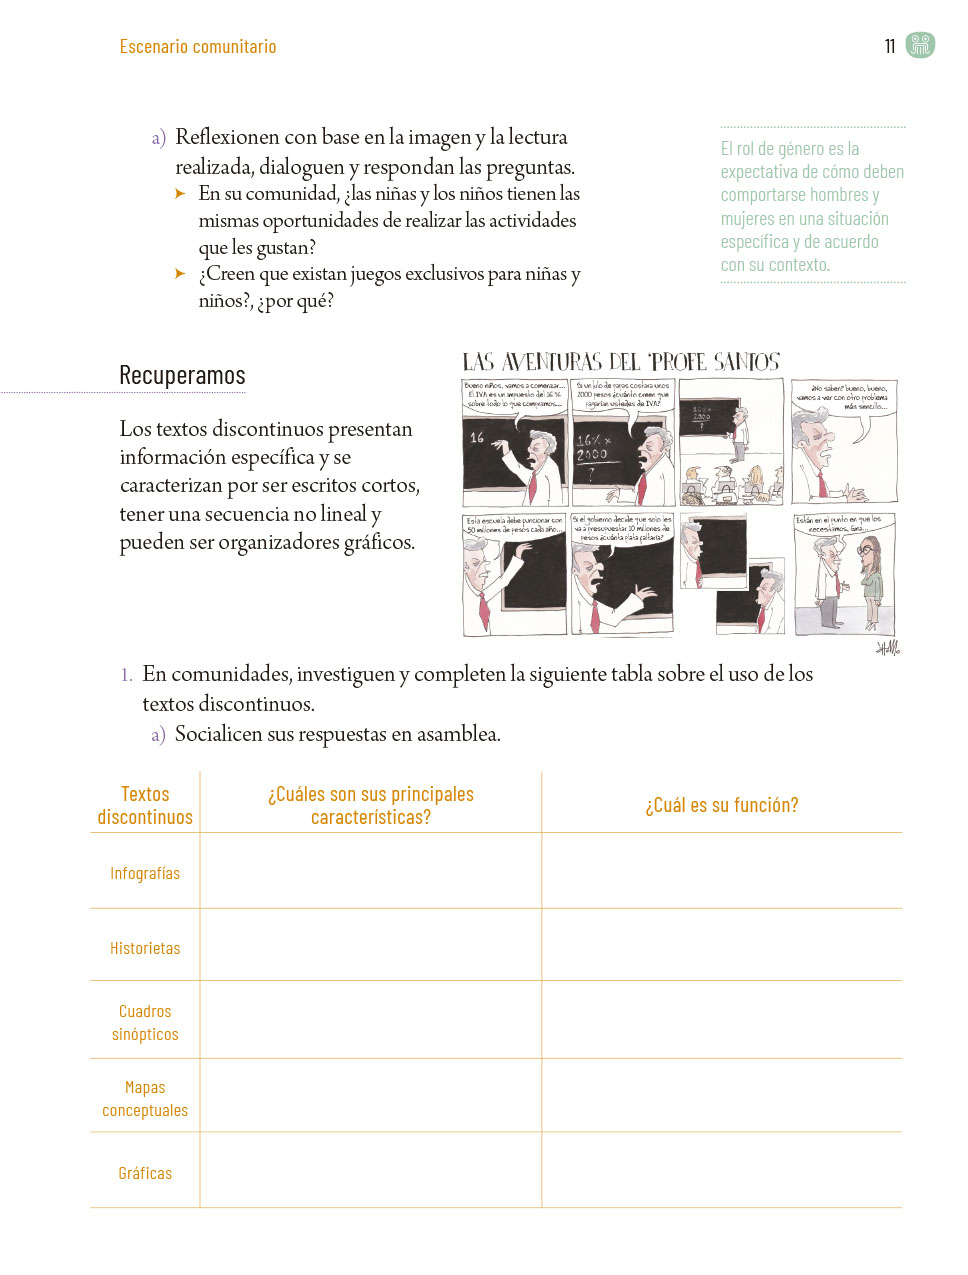 Escenario comunitario
11
a) Reflexionen con base en la imagen y la lectura
realizada, dialoguen y respondan las preguntas.
➤ En su comunidad, ¿las niñas y los niños tienen las
mismas oportunidades de realizar las actividades
que les gustan?
➤ ¿Creen que existan juegos exclusivos para niñas y
niños?, ¿por qué?
El rol de género es la
expectativa de cómo deben
comportarse hombres y
mujeres en una situación
específica y de acuerdo
con su contexto.
Recuperamos
Los textos discontinuos presentan
información específica y se
caracterizan por ser escritos cortos,
tener una secuencia no lineal y
pueden ser organizadores gráficos.
LAS AVENTURAS DEL "PROFE SANTOS"
Bueno niños, vamos a comenzar...
El IVA es un impuesto del 16 %
sobre todo lo que compramos...
16
Si un kilo de papas costara unos
2000 pesos ¿cuánto creen que
pagarían ustedes de IVA?
16% x
2000
?
16% x
2000
?
¿No saben? bueno, bueno,
vamos a ver con otro problema
más sencillo...
Esta escuela debe funcionar con
50 millones de pesos cada año...
Si el gobierno decide que solo les
va a presupuestar 10 millones de
pesos ¿cuánta plata faltaría?
Están en el punto en que los
necesitamos,
1. En comunidades, investiguen y completen la siguiente tabla sobre el uso de los
textos discontinuos.
a) Socialicen sus respuestas en asamblea.
Textos
discontinuos
¿Cuáles son sus principales
características?
¿Cuál es su función?
Infografías
Historietas
Cuadros
sinópticos
Mapas
conceptuales
Gráficas